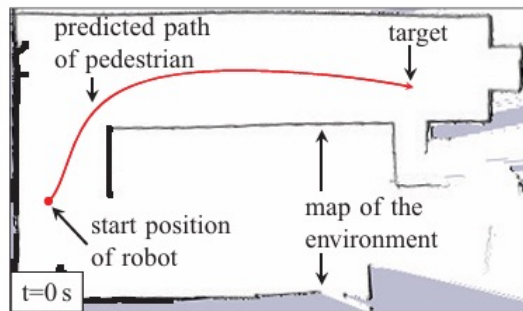 predicted path
of pedestrian
target
start position
of robot
map of the
environment
t=0 s